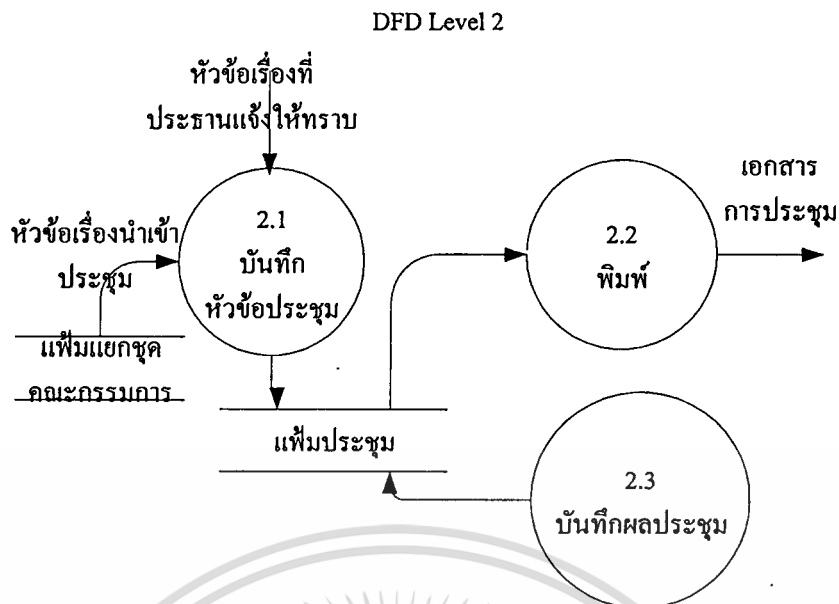 DFD Level 2
หัวข้อเรื่องที่
ประธานแจ้งให้ทราบ
หัวข้อเรื่องนำเข้า
ประชุม
แฟ้มแยกชุด
คณะกรรมการ
2.1
บันทึก
หัวข้อประชุม
2.2
พิมพ์
เอกสาร
การประชุม
แฟ้มประชุม
2.3
บันทึกผลประชุม